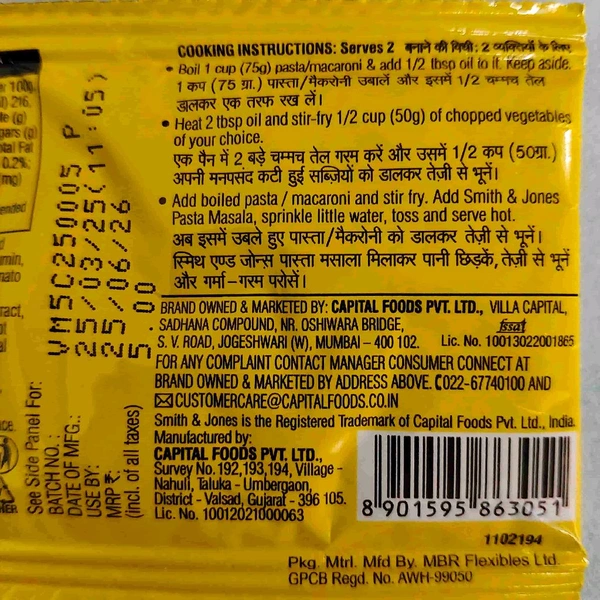 COOKING INSTRUCTIONS: Serves 2 बनाने की विधी : 2 व्यक्तियों के लिए
• Boil 1 cup (75g) pasta/macaroni & add 1/2 tbsp oil to it. Keep aside.
1 कप (75 ग्रा.) पास्ता/मैकरोनी उबालें और इसमें 1/2 चम्मच तेल
डालकर एक तरफ रख लें।
• Heat 2 tbsp oil and stir-fry 1/2 cup (50g) of chopped vegetables
of your choice.
एक पैन में 2 बड़े चम्मच तेल गरम करें और उसमें 1/2 कप (50ग्रा.)
अपनी मनपसंद कटी हुई सब्ज़ियों को डालकर तेज़ी से भूनें।
• Add boiled pasta / macaroni and stir fry. Add Smith & Jones
Pasta Masala, sprinkle little water, toss and serve hot.
अब इसमें उबले हुए पास्ता/मैकरोनी को डालकर तेज़ी से भूनें।
स्मिथ एण्ड जोन्स पास्ता मसाला मिलाकर पानी छिड़कें, तेज़ी से भूनें
और गर्मा-गरम परोसें।
BRAND OWNED & MARKETED BY: CAPITAL FOODS PVT. LTD., VILLA CAPITAL,
SADHANA COMPOUND, NR. OSHIWARA BRIDGE,
S. V. ROAD, JOGESHWARI (W), MUMBAI - 400 102.
fssai
Lic. No. 10013022001865
FOR ANY COMPLAINT CONTACT MANAGER CONSUMER CONNECT AT
BRAND OWNED & MARKETED BY ADDRESS ABOVE. 022-67740100 AND
CUSTOMERCARE@CAPITALFOODS.CO.IN
Smith & Jones is the Registered Trademark of Capital Foods Pvt. Ltd., India.
Manufactured by:
CAPITAL FOODS PVT. LTD.,
Survey No. 192,193,194, Village -
Nahuli, Taluka - Umbergaon,
District - Valsad, Gujarat - 396 105.
Lic. No. 10012021000063
8 901595 863051
1102194
Pkg. Mtrl. Mfd By. MBR Flexibles Ltd.
GPCB Regd. No. AWH-99050
See Side Panel For:
BATCH NO. :
DATE OF MFG.:
USE BY:
MRP ₹:
(incl. of all taxes)
VM5C250005 P
25/03/25(11:05)
25/06/26
5.00